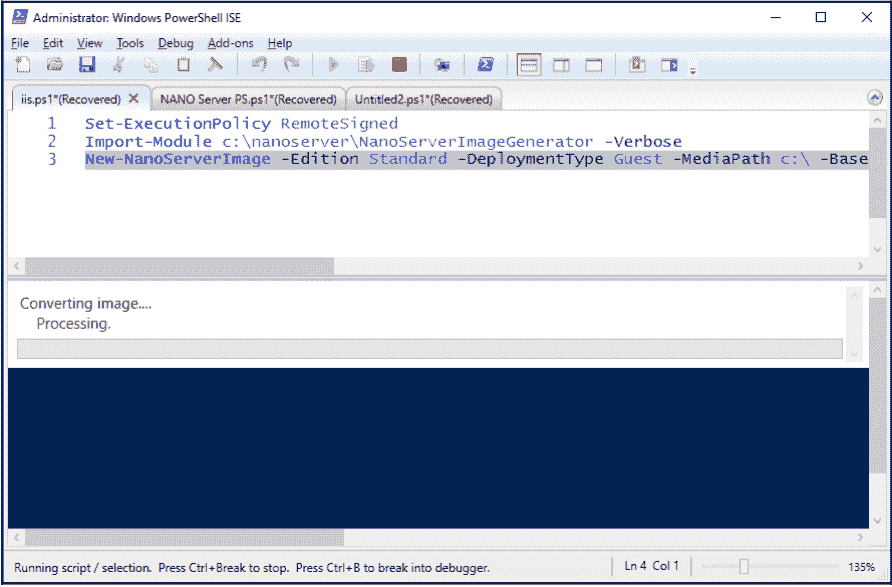 Administrator: Windows PowerShell ISE
File Edit View Tools Debug Add-ons Help
iis.ps1*(Recovered) NANO Server PS.ps1*(Recovered) Untitled2.ps1*(Recovered)
1 Set-ExecutionPolicy RemoteSigned
2 Import-Module c:\nanoserver\NanoServerImageGenerator -Verbose
3 New-NanoServerImage -Edition Standard -DeploymentType Guest -MediaPath c:\ -Base
Converting image....
Processing.
Running script / selection. Press Ctrl+Break to stop. Press Ctrl+B to break into debugger. Ln 4 Col 1 135%